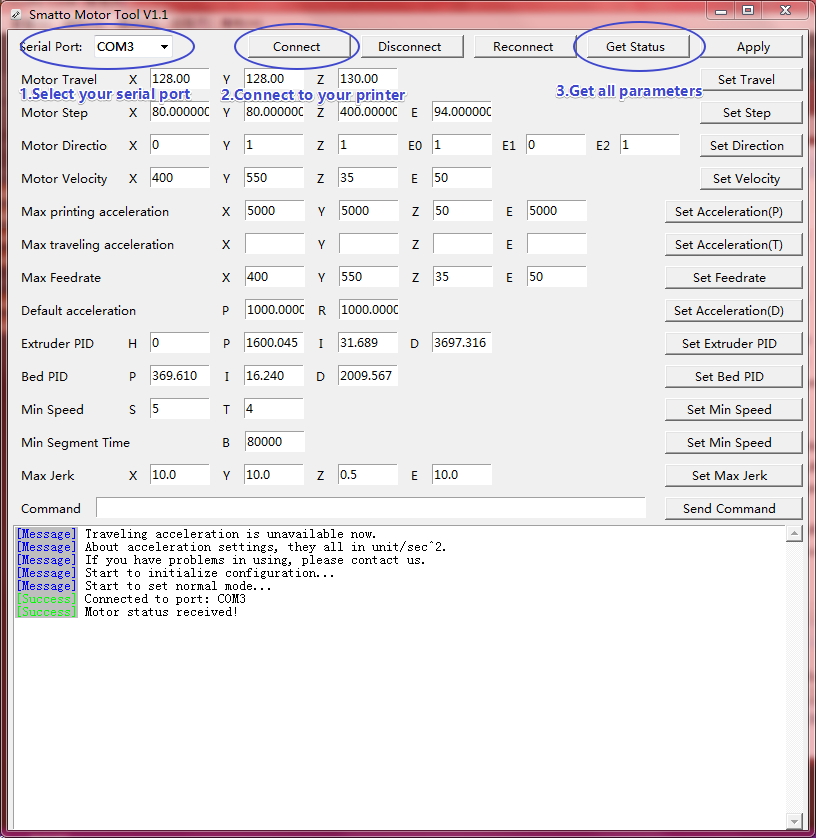 Smatto Motor Tool V1.1
Serial Port: COM3 Connect Disconnect Reconnect Get Status Apply
Motor Travel X 128.00 Y 128.00 Z 130.00 Set Travel
1.Select your serial port 2.Connect to your printer 3.Get all parameters
Motor Step X 80.000000 Y 80.000000 Z 400.00000 E 94.000000 Set Step
Motor Directio X 0 Y 1 Z 1 E0 1 E1 0 E2 1 Set Direction
Motor Velocity X 400 Y 550 Z 35 E 50 Set Velocity
Max printing acceleration X 5000 Y 5000 Z 50 E 5000 Set Acceleration(P)
Max traveling acceleration X Y Z E Set Acceleration(T)
Max Feedrate X 400 Y 550 Z 35 E 50 Set Feedrate
Default acceleration P 1000.0000 R 1000.0000 Set Acceleration(D)
Extruder PID H 0 P 1600.045 I 31.689 D 3697.316 Set Extruder PID
Bed PID P 369.610 I 16.240 D 2009.567 Set Bed PID
Min Speed S 5 T 4 Set Min Speed
Min Segment Time B 80000 Set Min Speed
Max Jerk X 10.0 Y 10.0 Z 0.5 E 10.0 Set Max Jerk
Command Send Command
[Message] Traveling acceleration is unavailable now.
[Message] About acceleration settings, they all in unit/sec^2.
[Message] If you have problems in using, please contact us.
[Message] Start to initialize configuration...
[Message] Start to set normal mode...
[Success] Connected to port: COM3
[Success] Motor status received!